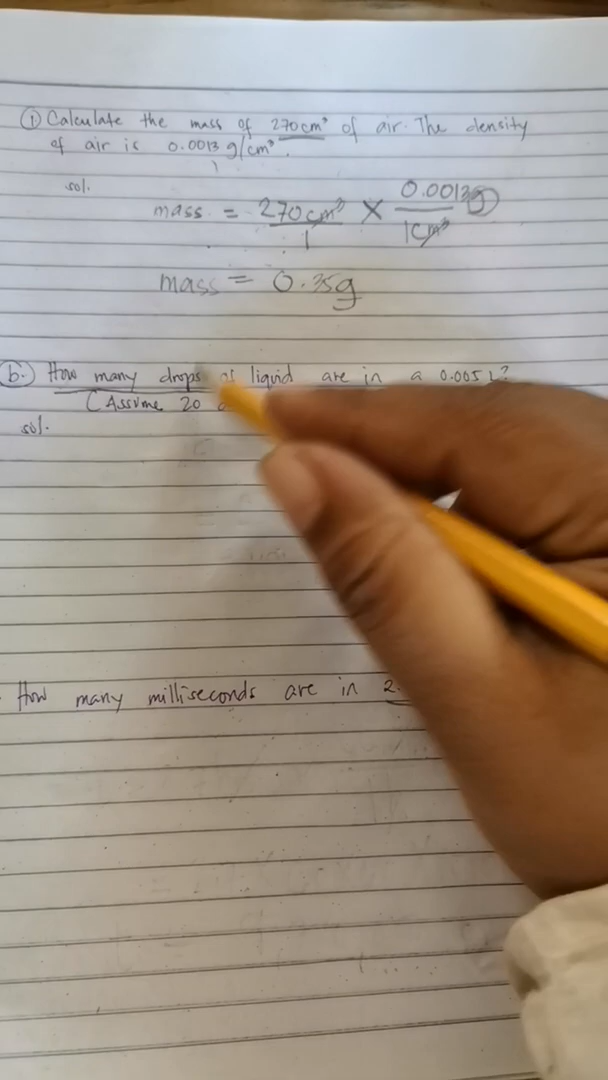 ① Calculate the mass of 270cm³ of air. The density
of air is 0.0013 g/cm³.
sol.
mass = 270cm³/1 × 0.0013g/1cm³
mass = 0.35g
b. How many drops of liquid are in a 0.005 L?
(Assume 20
sol.
How many milliseconds are in 2.